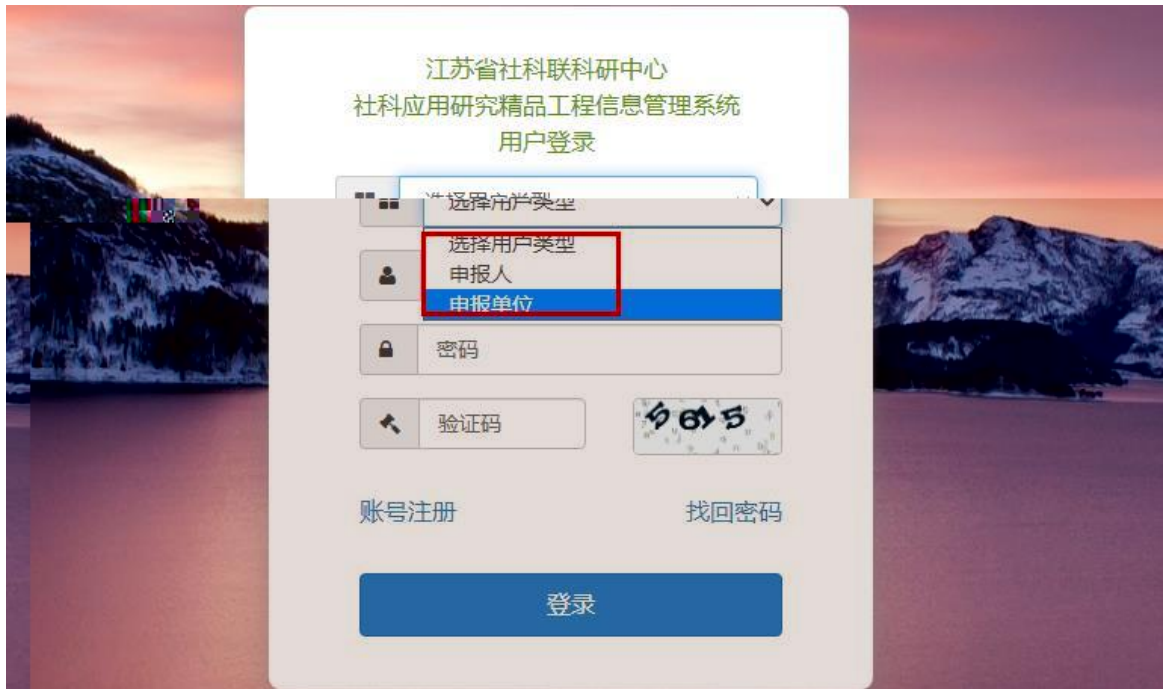 江苏省社科联科研中心
社科应用研究精品工程信息管理系统
用户登录
选择用户类型
选择用户类型
申报人
申报单位
密码
验证码
5615
账号注册
找回密码
登录